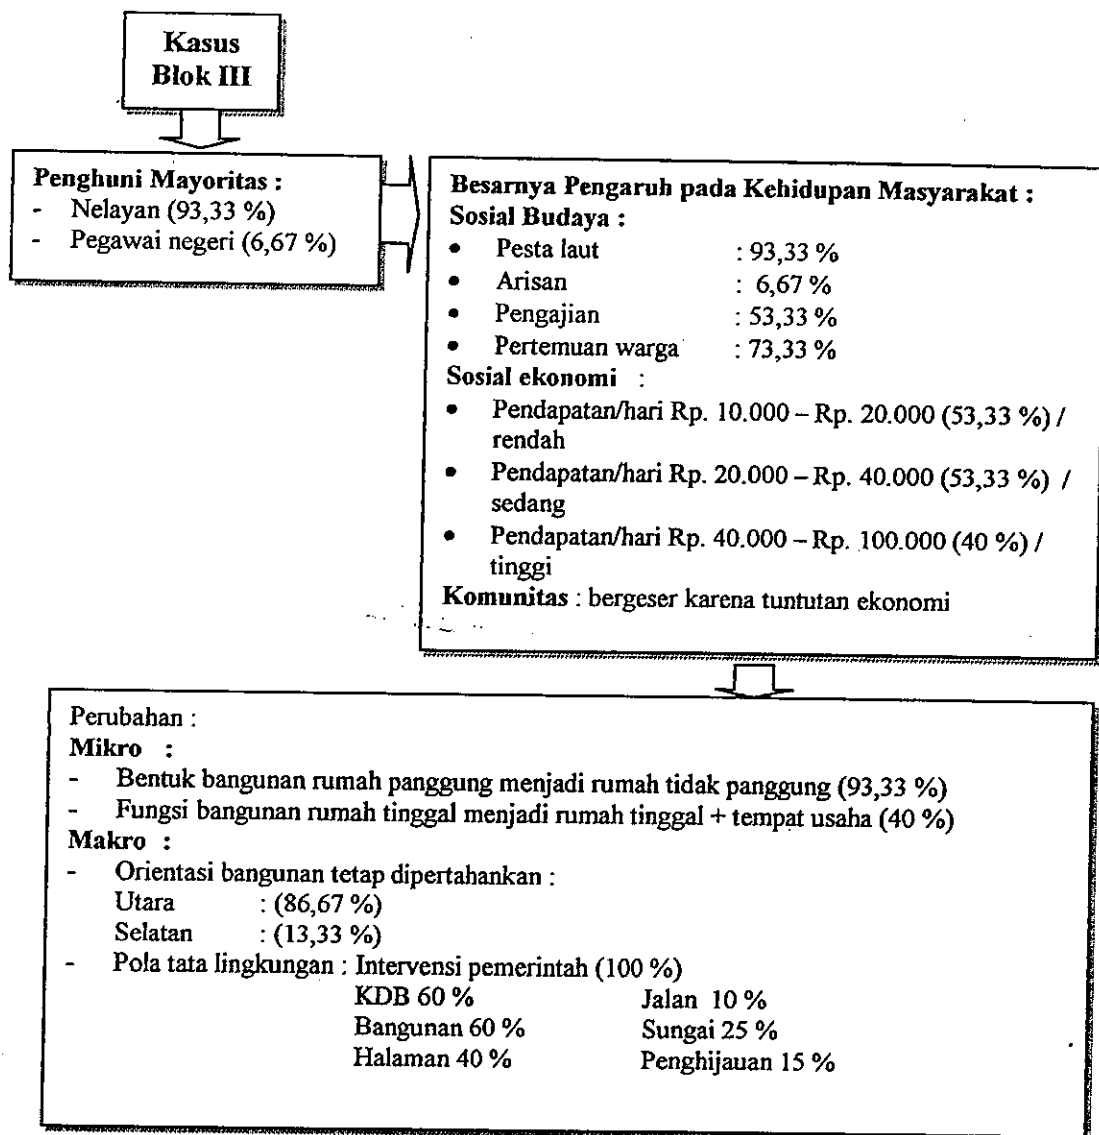 Kasus
Blok III
Penghuni Mayoritas :
- Nelayan (93,33 %)
- Pegawai negeri (6,67 %)
Besarnya Pengaruh pada Kehidupan Masyarakat :
Sosial Budaya :
• Pesta laut : 93,33 %
• Arisan : 6,67 %
• Pengajian : 53,33 %
• Pertemuan warga : 73,33 %
Sosial ekonomi :
• Pendapatan/hari Rp. 10.000 – Rp. 20.000 (53,33 %) /
rendah
• Pendapatan/hari Rp. 20.000 – Rp. 40.000 (53,33 %) /
sedang
• Pendapatan/hari Rp. 40.000 – Rp. 100.000 (40 %) /
tinggi
Komunitas : bergeser karena tuntutan ekonomi
Perubahan :
Mikro :
- Bentuk bangunan rumah panggung menjadi rumah tidak panggung (93,33 %)
- Fungsi bangunan rumah tinggal menjadi rumah tinggal + tempat usaha (40 %)
Makro :
- Orientasi bangunan tetap dipertahankan :
Utara : (86,67 %)
Selatan : (13,33 %)
- Pola tata lingkungan : Intervensi pemerintah (100 %)
KDB 60 % Jalan 10 %
Bangunan 60 % Sungai 25 %
Halaman 40 % Penghijauan 15 %